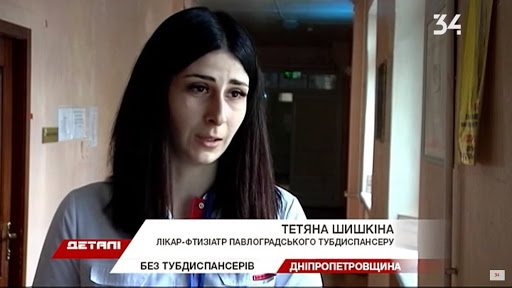 34
ТЕТЯНА ШИШКІНА
ЛІКАР-ФТИЗІАТР ПАВЛОГРАДСЬКОГО ТУБДИСПАНСЕРУ
ДЕТАЛІ
БЕЗ ТУБДИСПАНСЕРІВ
ДНІПРОПЕТРОВЩИНА
34